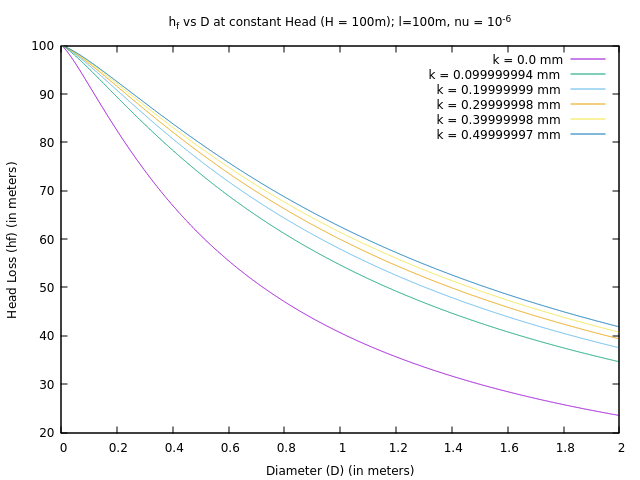 h_f vs D at constant Head (H = 100m); l=100m, nu = 10^-6
k = 0.0 mm
k = 0.099999994 mm
k = 0.19999999 mm
k = 0.29999998 mm
k = 0.39999998 mm
k = 0.49999997 mm
100
90
80
70
60
50
40
30
20
Head Loss (hf) (in meters)
0 0.2 0.4 0.6 0.8 1 1.2 1.4 1.6 1.8 2
Diameter (D) (in meters)